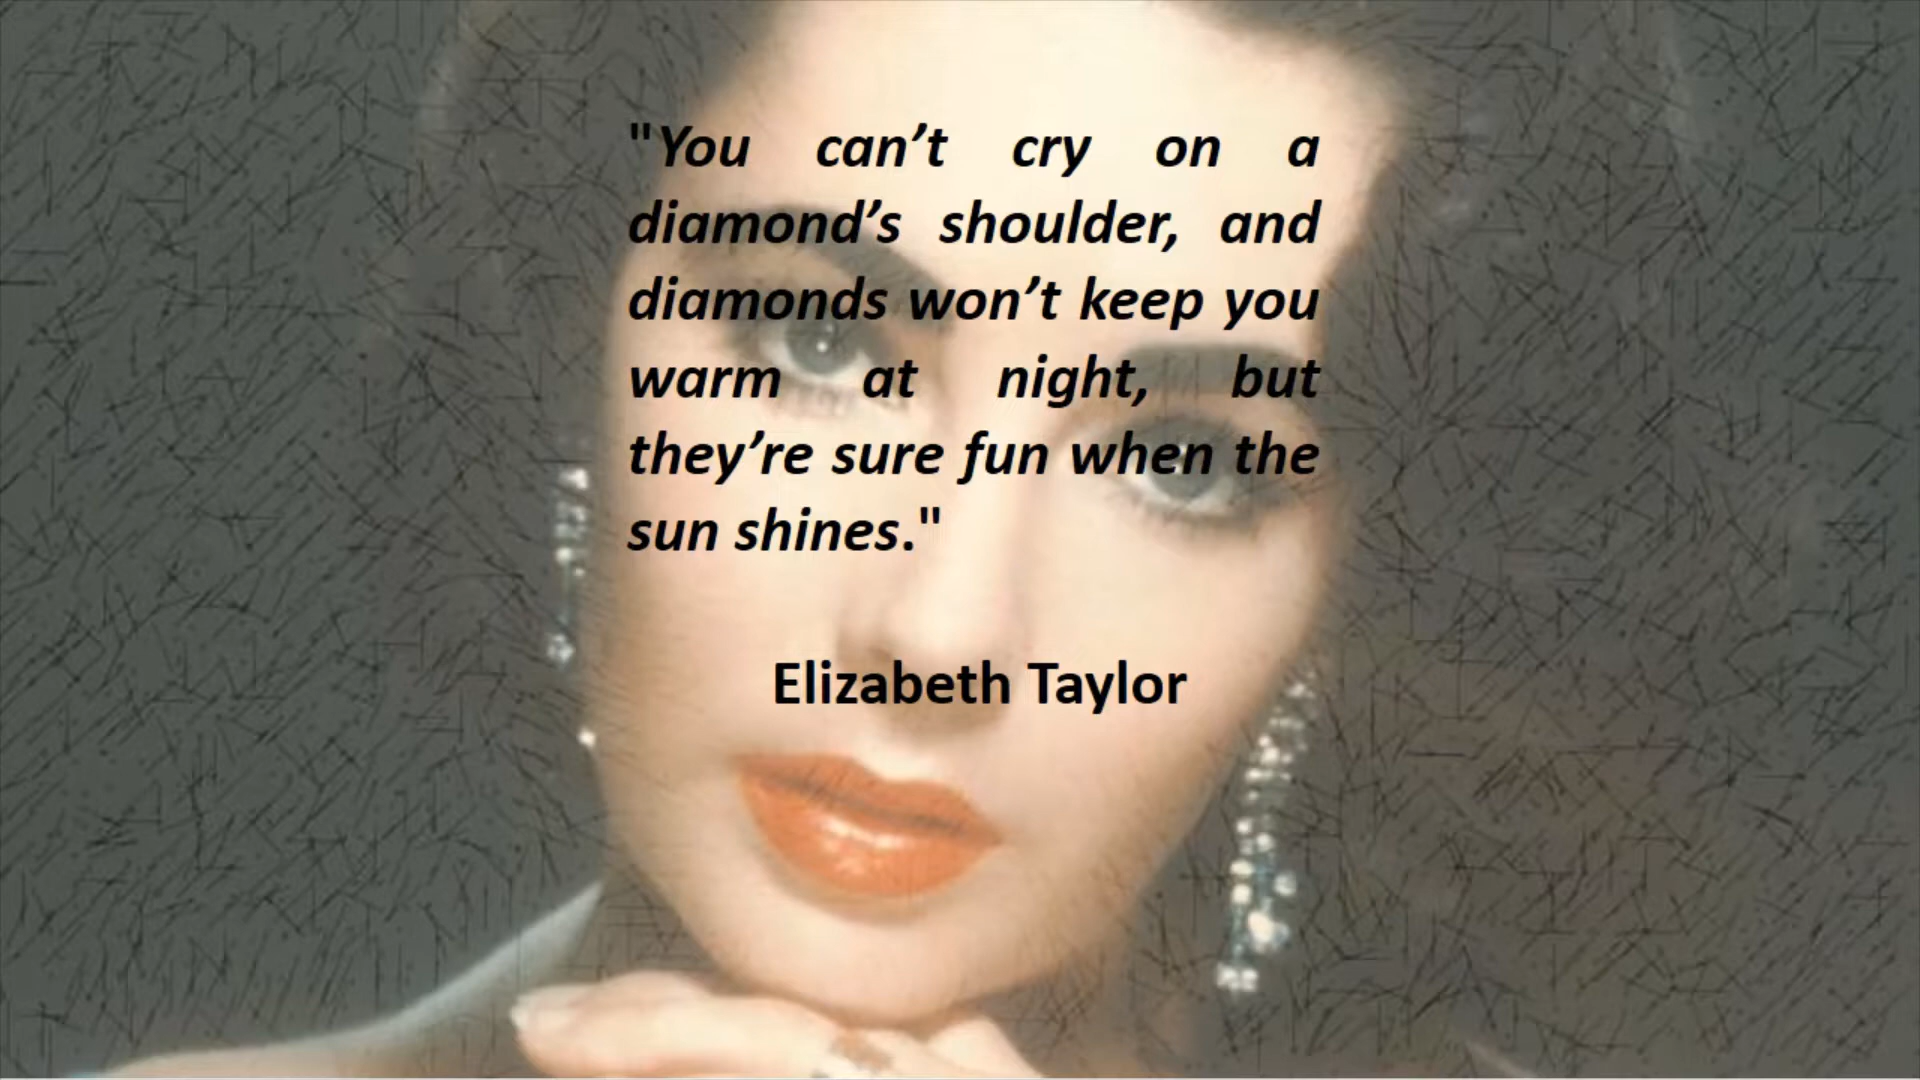 "You can’t cry on a
diamond’s shoulder, and
diamonds won’t keep you
warm at night, but
they’re sure fun when the
sun shines."
Elizabeth Taylor